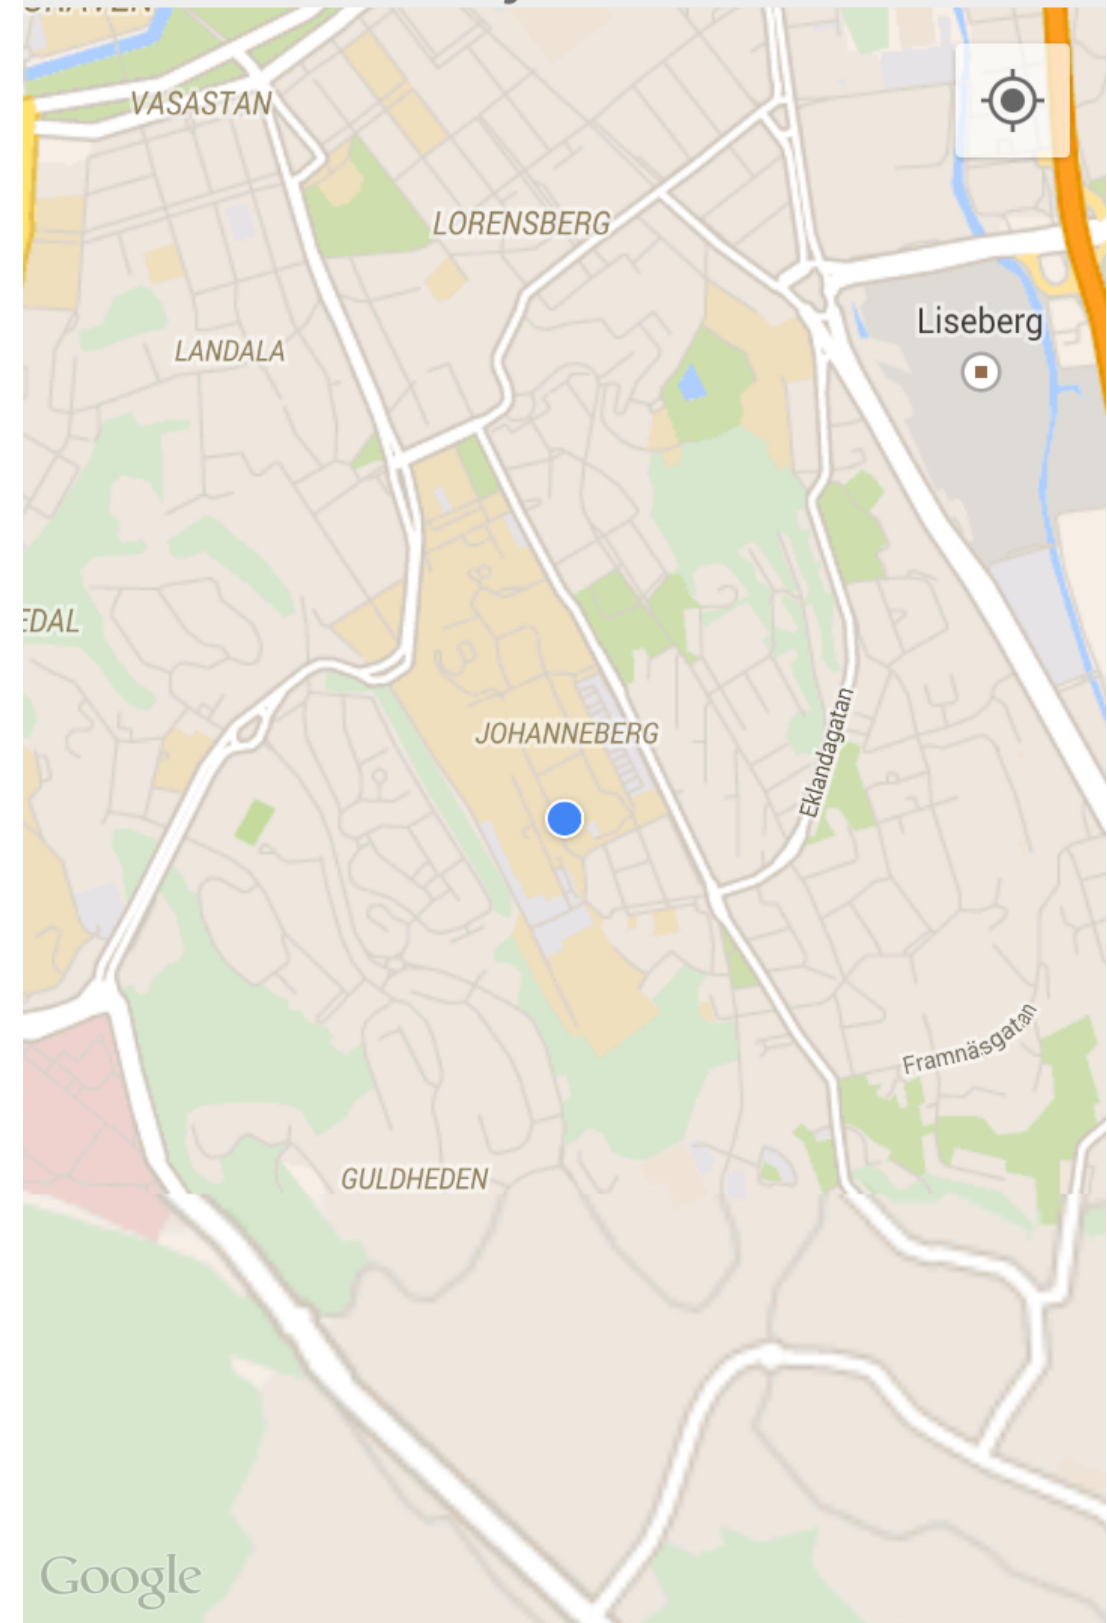 VASASTAN
LORENSBERG
Liseberg
LANDALA
EDAL
JOHANNEBERG
Eklandagatan
Framnäsgatan
GULDHEDEN
Google